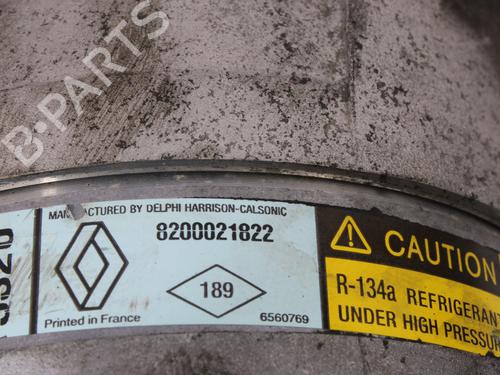 MANUFACTURED BY DELPHI HARRISON-CALSONIC
8200021822
189
Printed in France
6560769
CAUTION
R-134a REFRIGERANT
UNDER HIGH PRESSURE
B-PARTS